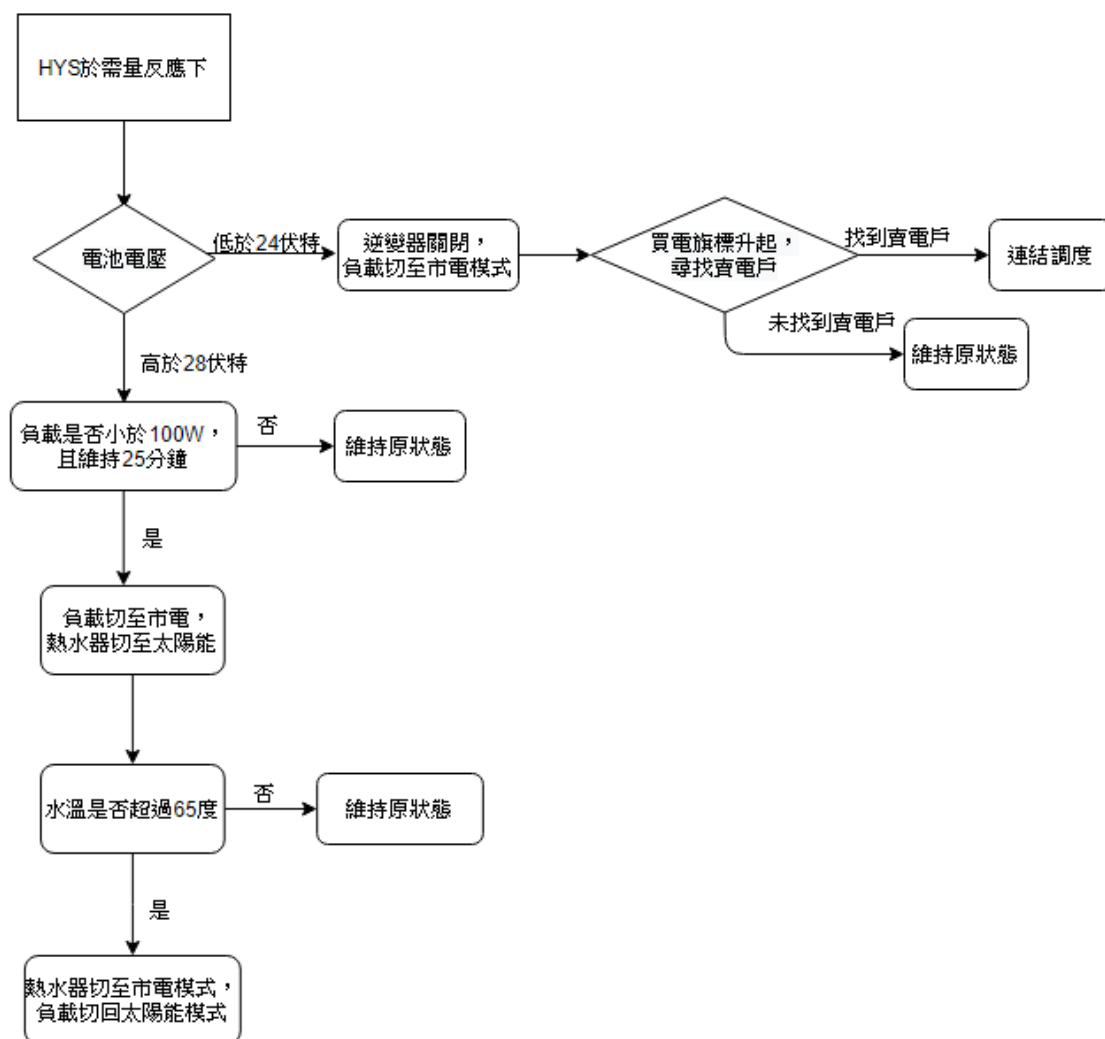 HYS於需量反應下
電池電壓
低於24伏特
逆變器關閉，
負載切至市電模式
買電旗標升起，
尋找賣電戶
找到賣電戶
連結調度
未找到賣電戶
維持原狀態
高於28伏特
負載是否小於100W，
且維持25分鐘
否
維持原狀態
是
負載切至市電，
熱水器切至太陽能
水溫是否超過65度
否
維持原狀態
是
熱水器切至市電模式，
負載切回太陽能模式